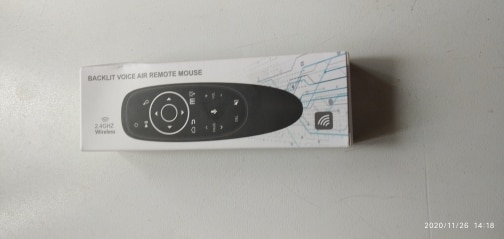 BACKLIT VOICE AIR REMOTE MOUSE
2.4GHZ
Wireless
2020/11/26 14:18